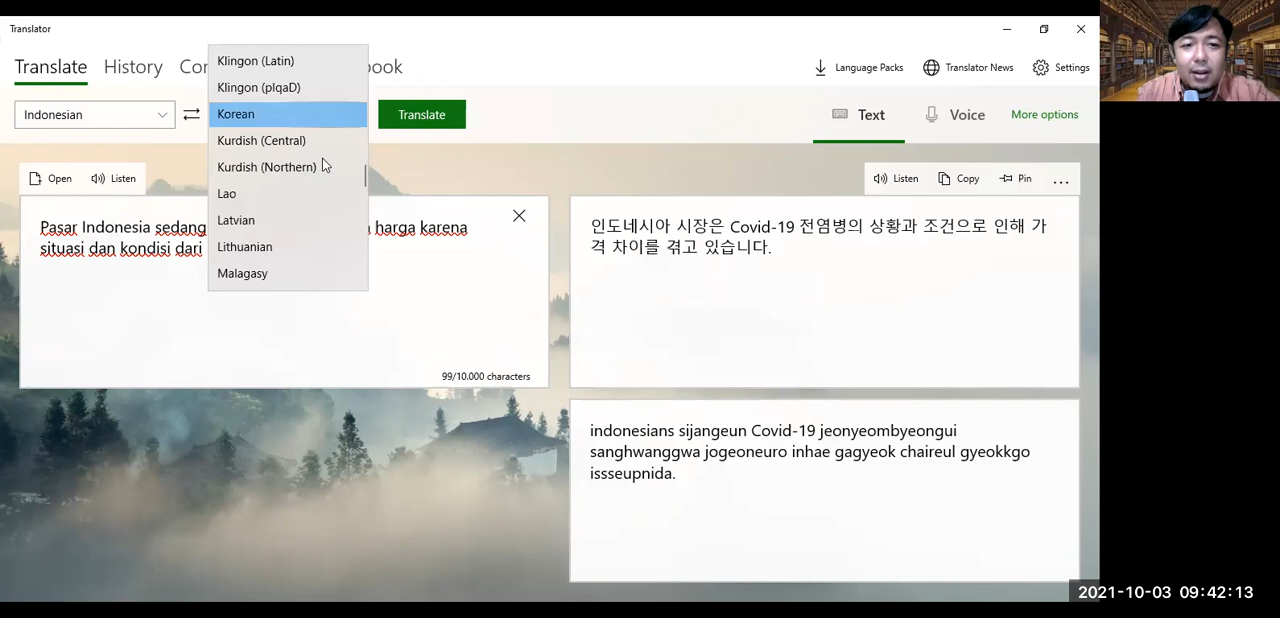 Translator
Translate History Co
ook
Language Packs
Translator News
Settings
Indonesian
Klingon (Latin)
Klingon (pIqaD)
Korean
Kurdish (Central)
Kurdish (Northern)
Lao
Latvian
Lithuanian
Malagasy
Translate
Text
Voice
More options
Open
Listen
Pasar Indonesia sedang harga karena
situasi dan kondisi dari
99/10.000 characters
Listen
Copy
Pin
...
인도네시아 시장은 Covid-19 전염병의 상황과 조건으로 인해 가
격 차이를 겪고 있습니다.
indonesians sijangeun Covid-19 jeonyeombyeongui
sanghwanggwa jogeoneuro inhae gagyeok chaireul gyeokkgo
issseupnida.
2021-10-03 09:42:13